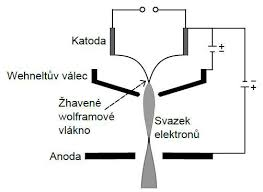 Katoda
Wehneltův válec
Žhavené
wolframové
vlákno
Svazek
elektronů
Anoda